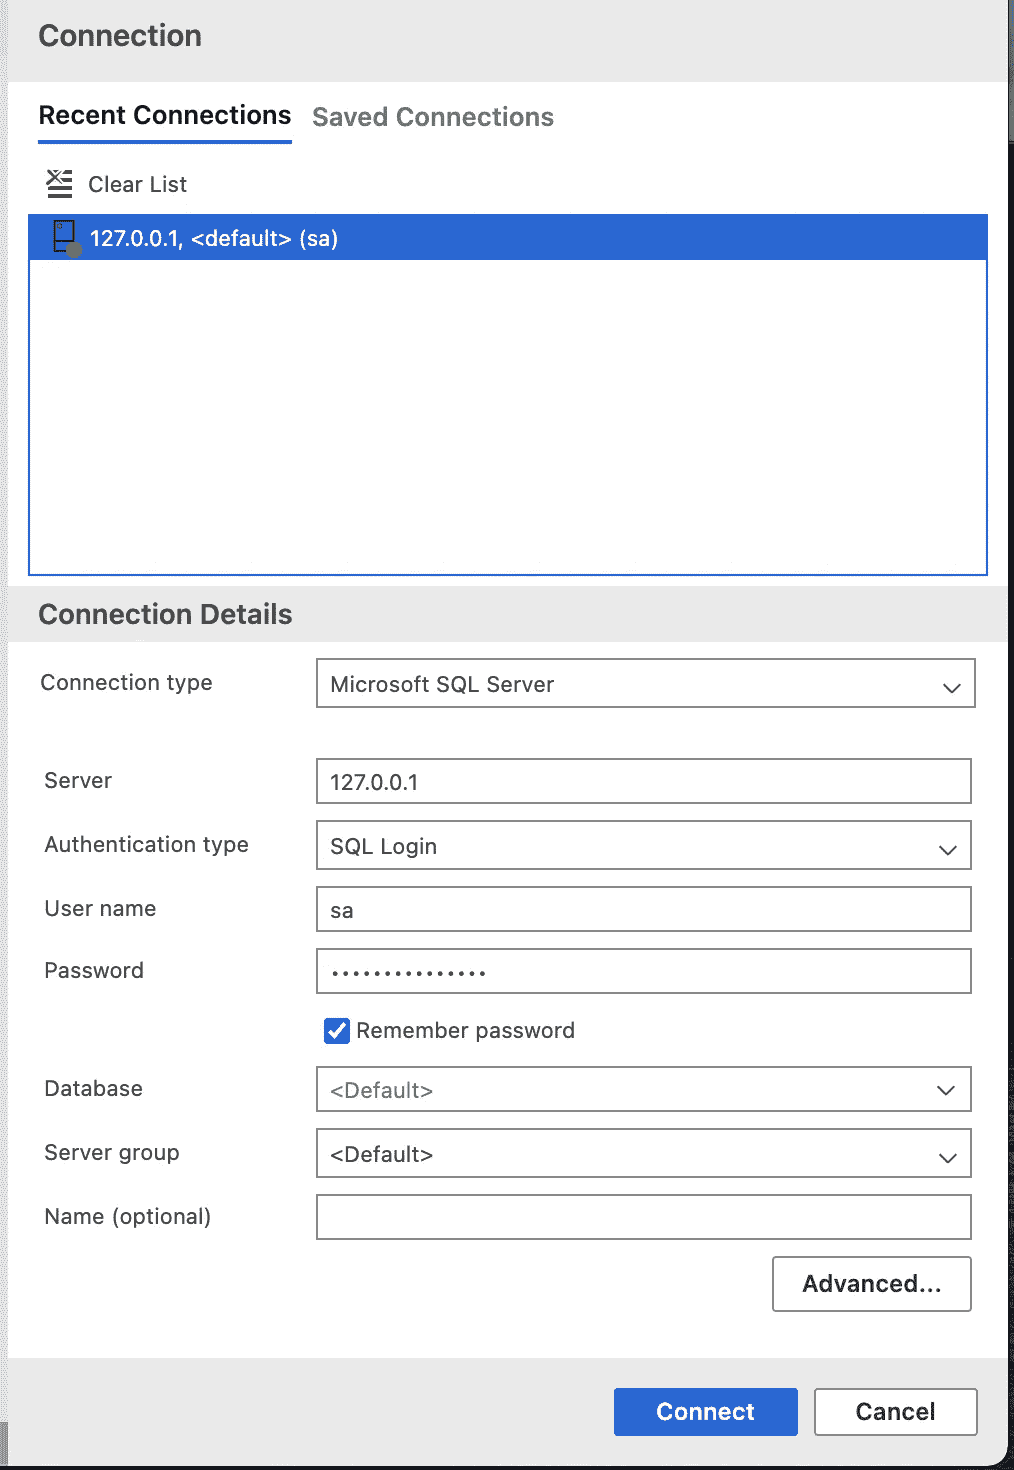 Connection
Recent Connections Saved Connections
Clear List
127.0.0.1, <default> (sa)
Connection Details
Connection type Microsoft SQL Server
Server 127.0.0.1
Authentication type SQL Login
User name sa
Password •••••••••••••••
Remember password
Database <Default>
Server group <Default>
Name (optional)
Advanced...
Connect Cancel